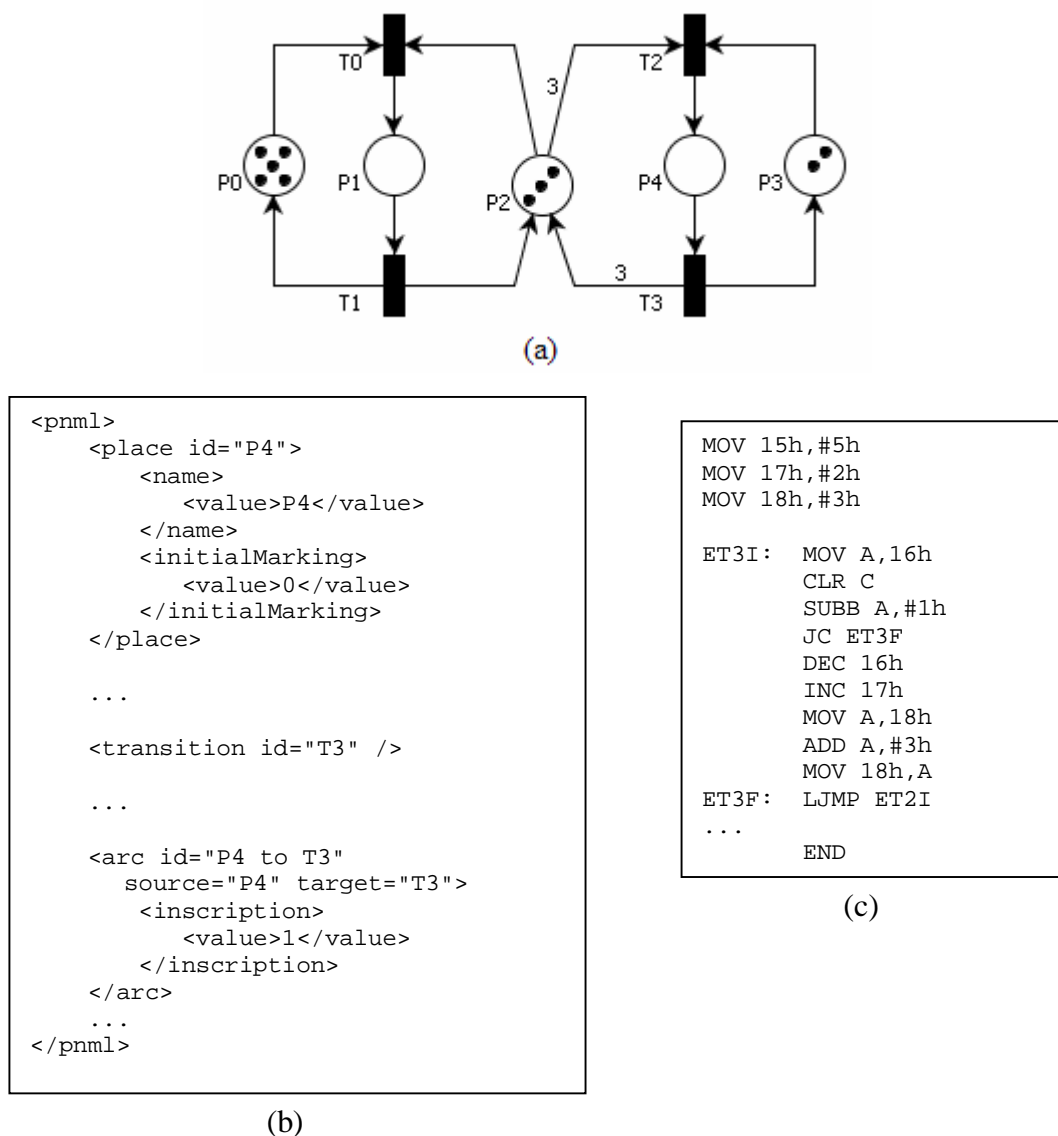 T0
T2
3
P0
P1
P2
P4
P3
3
T1
T3
(a)
<pnml>
<place id="P4">
<name>
<value>P4</value>
</name>
<initialMarking>
<value>0</value>
</initialMarking>
</place>
...
<transition id="T3" />
...
<arc id="P4 to T3"
source="P4" target="T3">
<inscription>
<value>1</value>
</inscription>
</arc>
...
</pnml>
(b)
MOV 15h,#5h
MOV 17h,#2h
MOV 18h,#3h
ET3I: MOV A,16h
CLR C
SUBB A,#1h
JC ET3F
DEC 16h
INC 17h
MOV A,18h
ADD A,#3h
MOV 18h,A
ET3F: LJMP ET2I
...
END
(c)